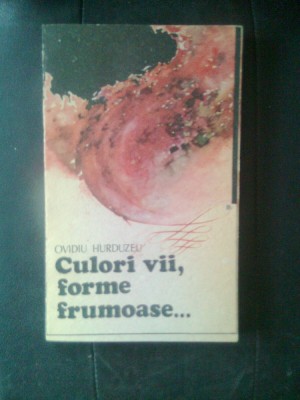 OVIDIU HURDUZEU
Culori vii,
forme
frumoase...